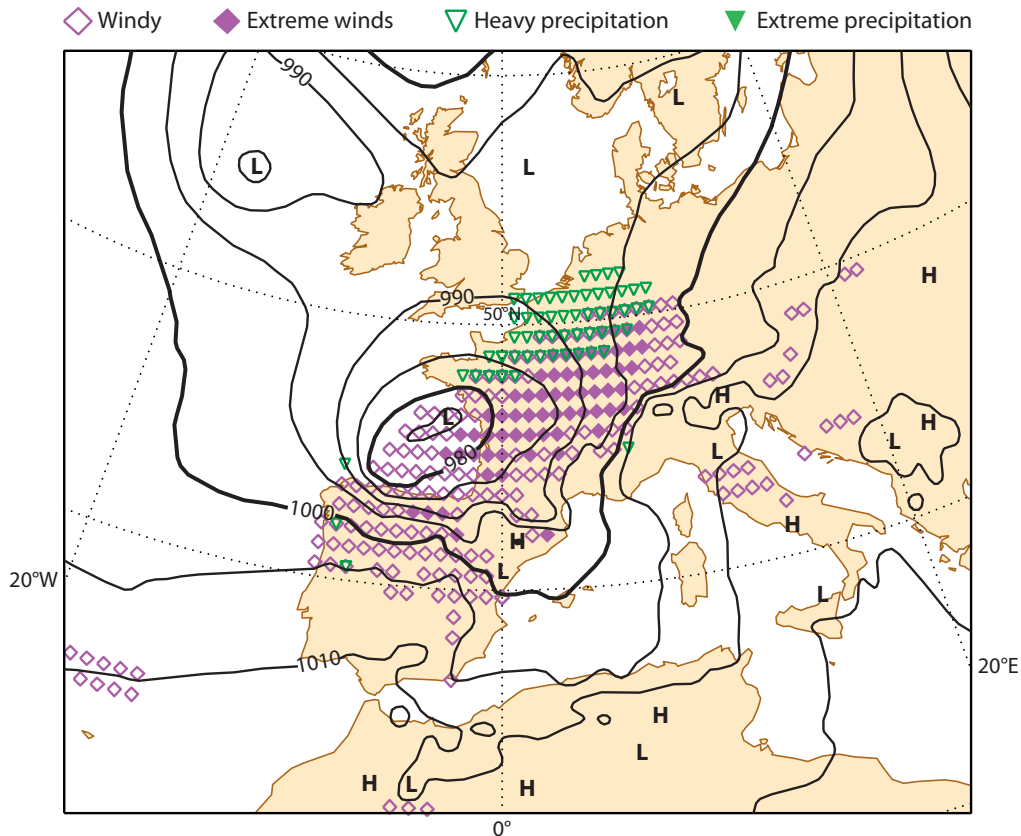 Windy Extreme winds Heavy precipitation Extreme precipitation
990
L
L
L
H
990
50°N
H
L
H
L
L
980
1000
H
H
L
20°W
L
1010
20°E
H
L
H
L
H
0°